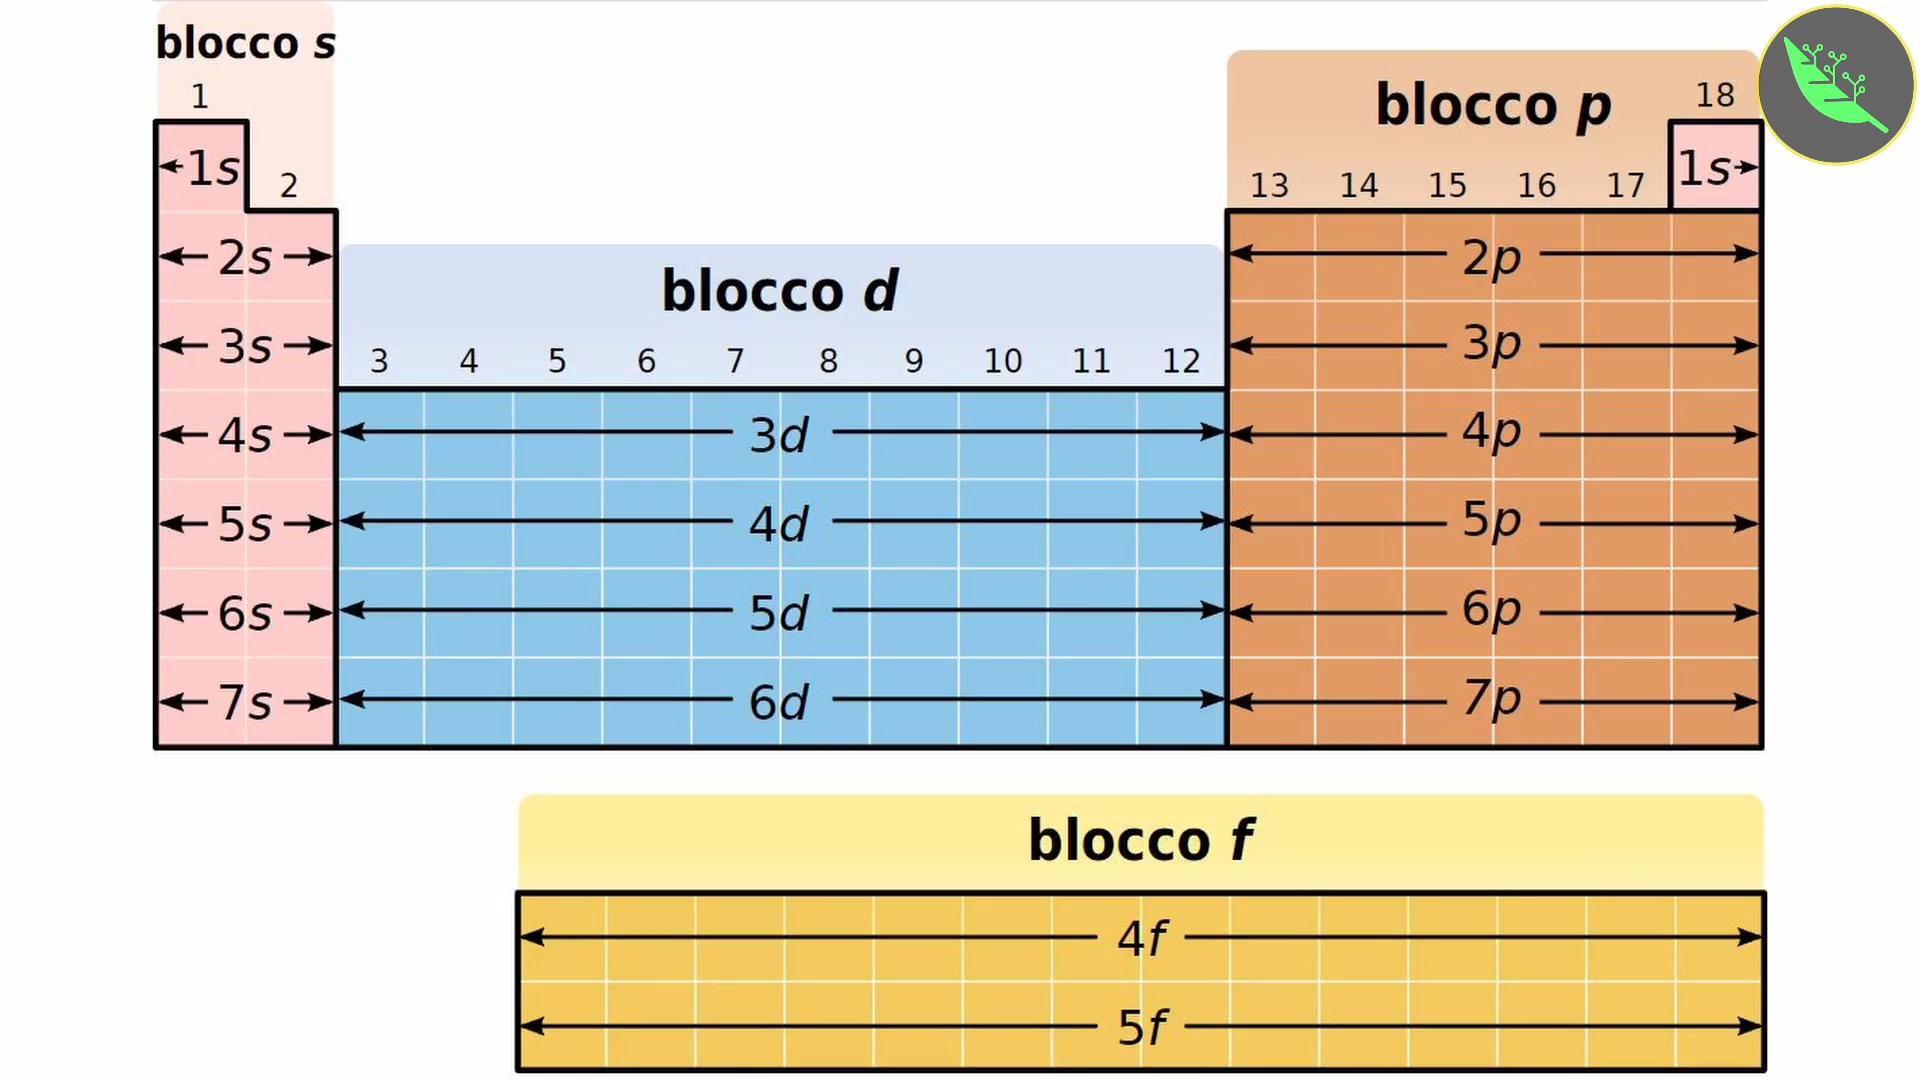 blocco s
1
18
blocco p
1s
2
13 14 15 16 17
1s
2s
2p
blocco d
3s
3p
3 4 5 6 7 8 9 10 11 12
4s
3d
4p
5s
4d
5p
6s
5d
6p
7s
6d
7p
blocco f
4f
5f